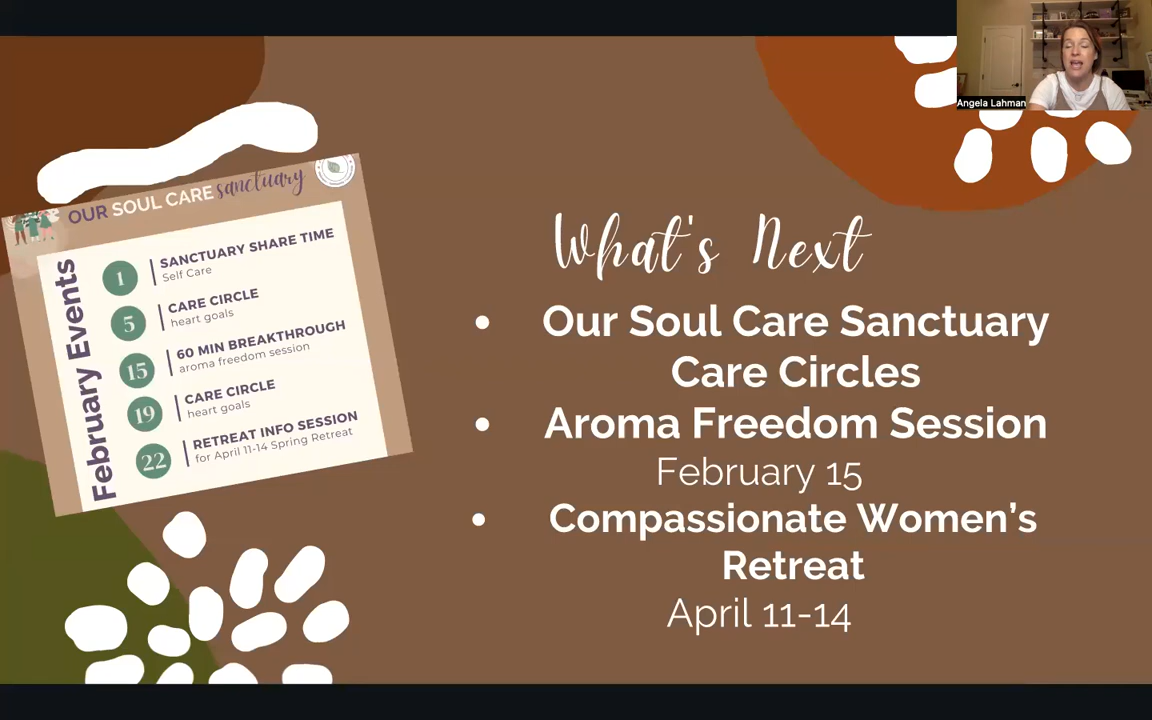 Angela Lahman
OUR SOUL CARE sanctuary
February Events
1
SANCTUARY SHARE TIME
Self Care
5
CARE CIRCLE
heart goals
15
60 MIN BREAKTHROUGH
aroma freedom session
19
CARE CIRCLE
heart goals
22
RETREAT INFO SESSION
for April 11-14 Spring Retreat
What's Next
• Our Soul Care Sanctuary
Care Circles
• Aroma Freedom Session
February 15
• Compassionate Women’s
Retreat
April 11-14